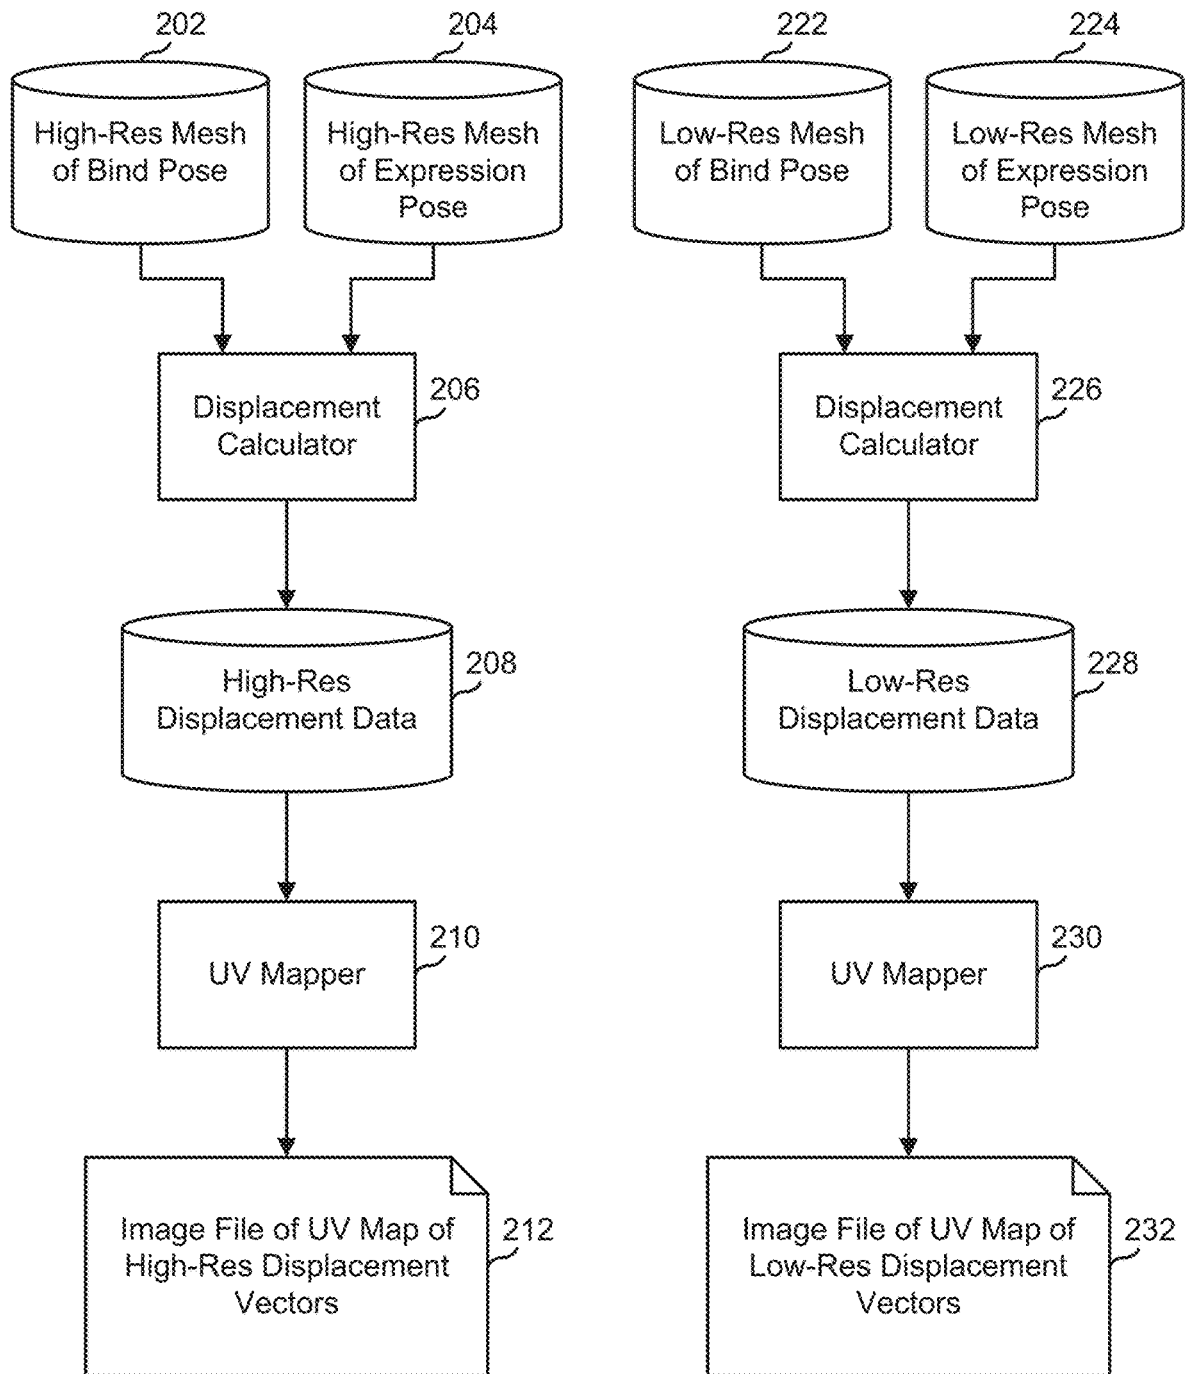 202
204
222
224
High-Res Mesh
of Bind Pose
High-Res Mesh
of Expression
Pose
Low-Res Mesh
of Bind Pose
Low-Res Mesh
of Expression
Pose
Displacement
Calculator
206
Displacement
Calculator
226
High-Res
Displacement Data
208
Low-Res
Displacement Data
228
UV Mapper
210
UV Mapper
230
Image File of UV Map of
High-Res Displacement
Vectors
212
Image File of UV Map of
Low-Res Displacement
Vectors
232